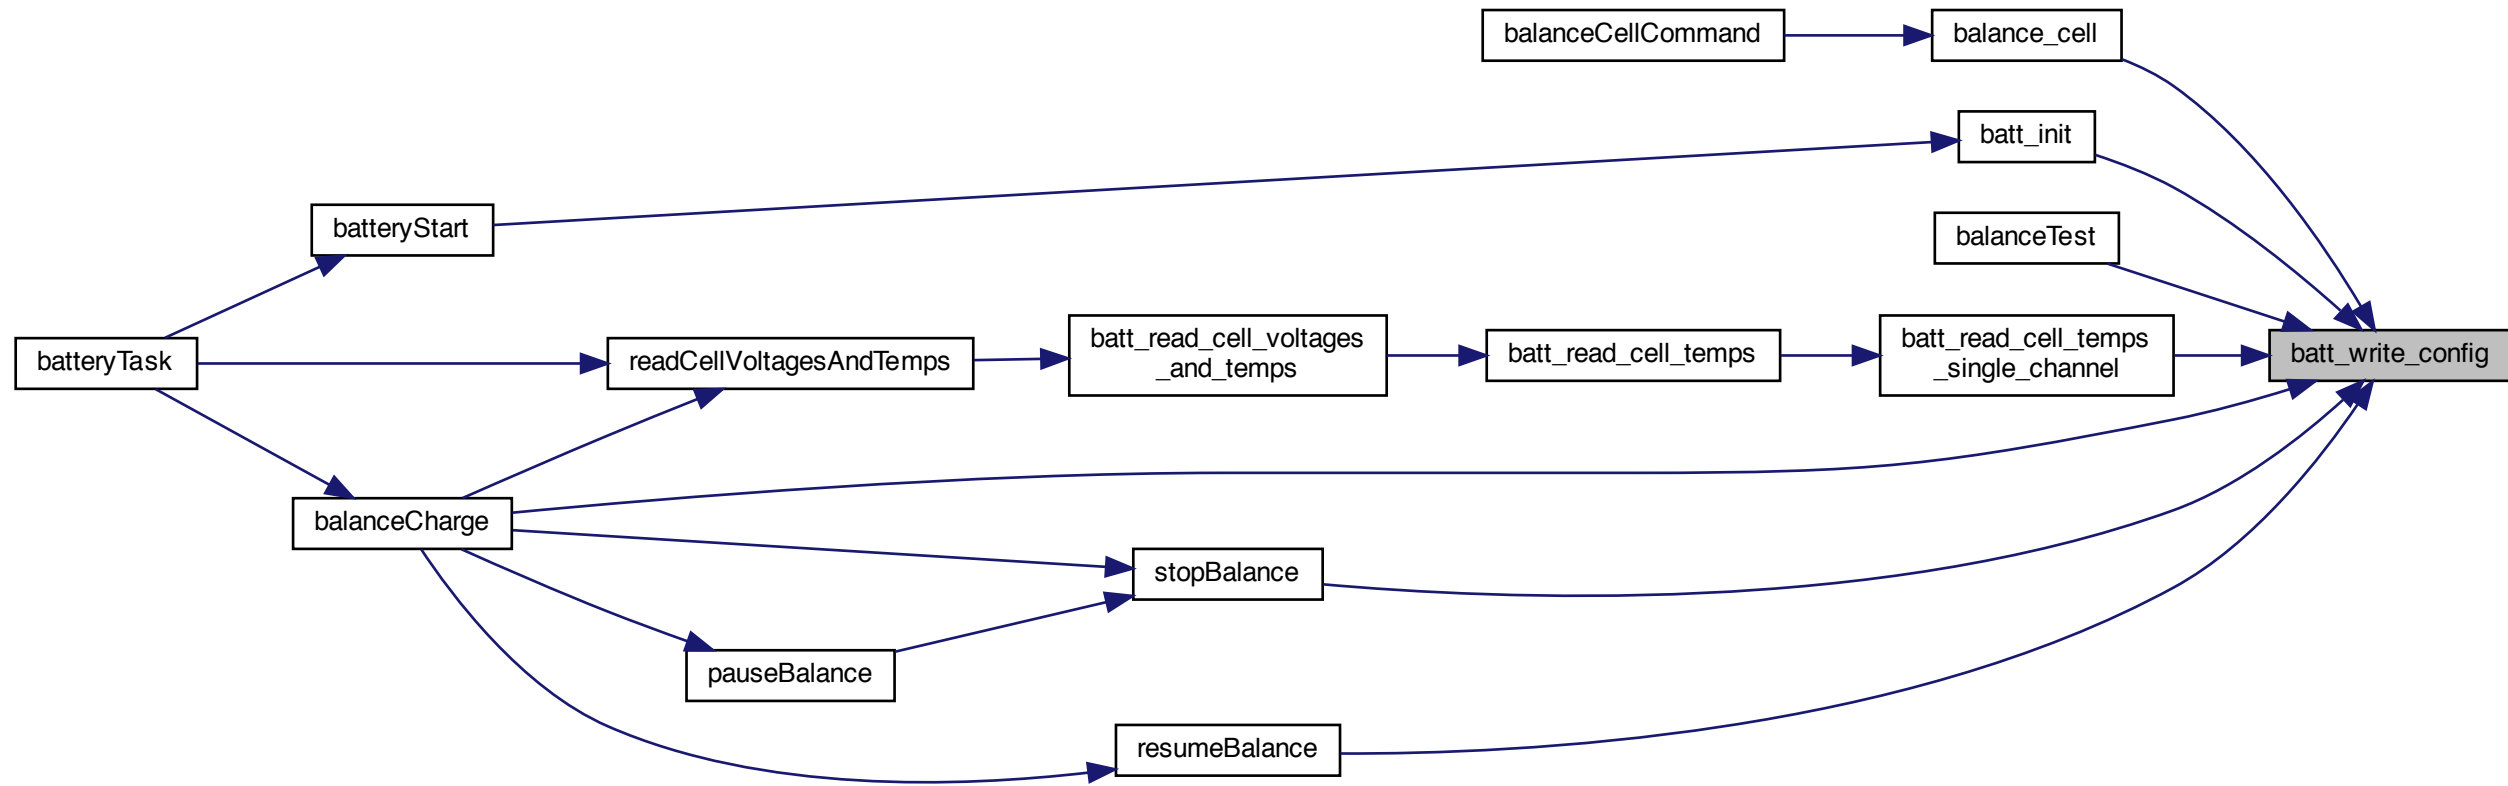 balanceCellCommand
balance_cell
batt_init
batteryStart
balanceTest
batteryTask
readCellVoltagesAndTemps
batt_read_cell_voltages
_and_temps
batt_read_cell_temps
batt_read_cell_temps
_single_channel
batt_write_config
balanceCharge
stopBalance
pauseBalance
resumeBalance